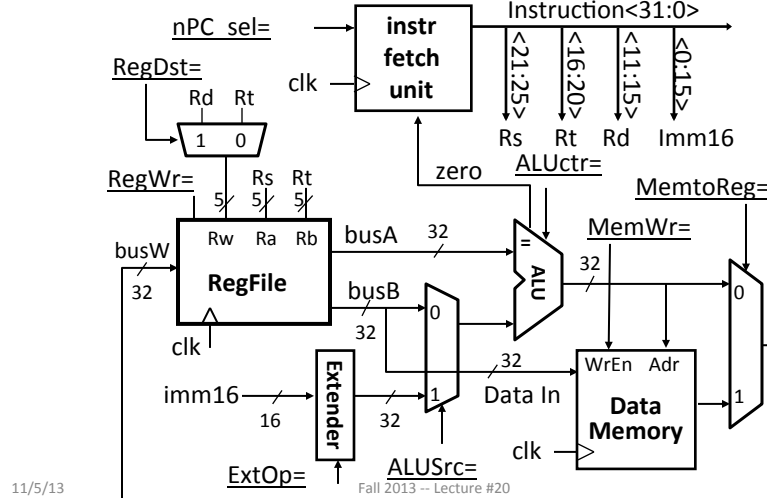 Instruction<31:0>
nPC_sel=
instr
fetch
unit
RegDst=
clk
<21:25>
<16:20>
<11:15>
<0:15>
Rd Rt
1 0
Rs Rt Rd Imm16
zero
ALUctr=
RegWr=
Rs Rt
MemtoReg=
5 5 5
MemWr=
Rw Ra Rb
busA
32
=
ALU
busW
32
RegFile
32
busB
0
0
32
clk
32
WrEn Adr
imm16
16
Extender
32
1
Data In
1
Data
Memory
clk
ALUSrc=
ExtOp=
11/5/13
Fall 2013 -- Lecture #20